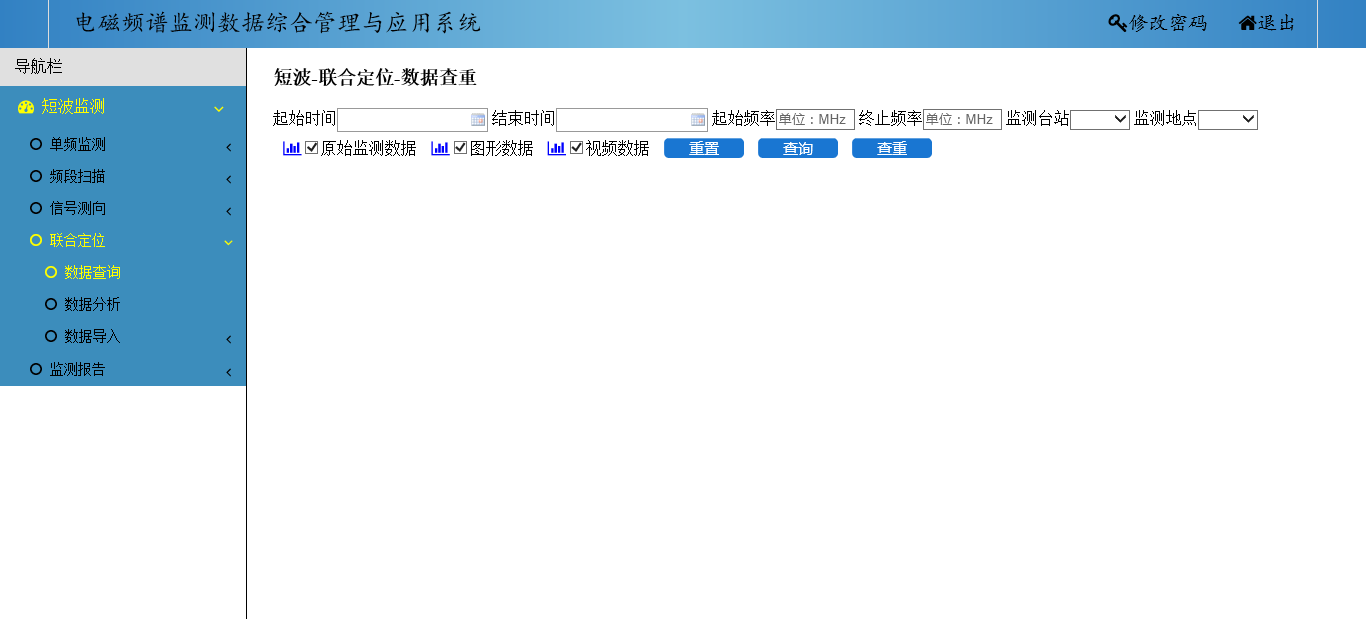 电磁频谱监测数据综合管理与应用系统 修改密码 退出
导航栏
短波监测
单频监测
频段扫描
信号测向
联合定位
数据查询
数据分析
数据导入
监测报告
短波-联合定位-数据查重
起始时间 结束时间 起始频率 单位：MHz 终止频率 单位：MHz 监测台站 监测地点
原始监测数据 图形数据 视频数据 重置 查询 查重